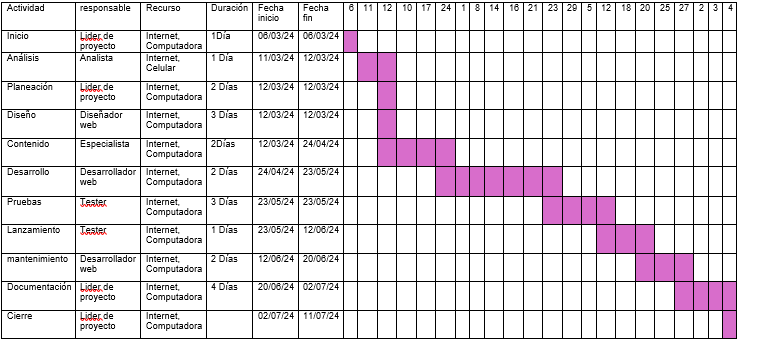 Actividad responsable Recurso Duración Fecha inicio Fecha fin 6 11 12 10 17 24 1 8 14 16 21 23 29 5 12 18 20 25 27 2 3 4
Inicio Lider de proyecto Internet, Computadora 1Día 06/03/24 06/03/24
Análisis Analista Internet, Celular 1 Día 11/03/24 12/03/24
Planeación Lider de proyecto Internet, Computadora 2 Días 12/03/24 12/03/24
Diseño Diseñador web Internet, Computadora 3 Días 12/03/24 12/03/24
Contenido Especialista Internet, Computadora 2Días 12/03/24 24/04/24
Desarrollo Desarrollador web Internet, Computadora 2 Días 24/04/24 23/05/24
Pruebas Tester Internet, Computadora 3 Días 23/05/24 23/05/24
Lanzamiento Tester Internet, Computadora 1 Días 23/05/24 12/06/24
mantenimiento Desarrollador web Internet, Computadora 2 Días 12/06/24 20/06/24
Documentación Lider de proyecto Internet, Computadora 4 Días 20/06/24 02/07/24
Cierre Lider de proyecto Internet, Computadora 02/07/24 11/07/24